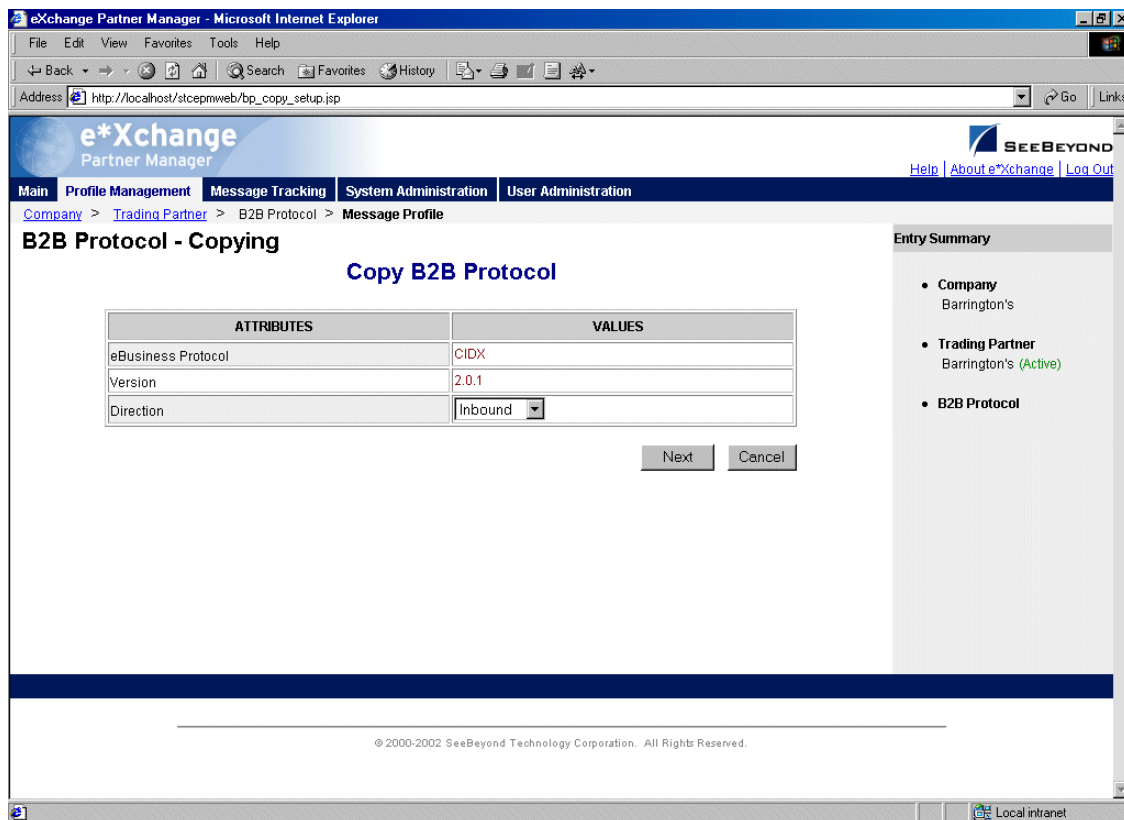 eXchange Partner Manager - Microsoft Internet Explorer
File Edit View Favorites Tools Help
Back Search Favorites History
Address http://localhost/stcepmweb/bp_copy_setup.jsp Go Links
e*Xchange
Partner Manager
SEEBEYOND
Help | About e*Xchange | Log Out
Main Profile Management Message Tracking System Administration User Administration
Company > Trading Partner > B2B Protocol > Message Profile
B2B Protocol - Copying
Copy B2B Protocol
ATTRIBUTES VALUES
eBusiness Protocol CIDX
Version 2.0.1
Direction Inbound
Next Cancel
Entry Summary
• Company
Barrington's
• Trading Partner
Barrington's (Active)
• B2B Protocol
© 2000-2002 SeeBeyond Technology Corporation. All Rights Reserved.
Local intranet